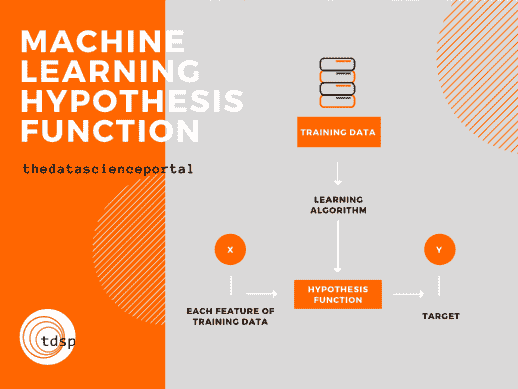 MACHINE
LEARNING
HYPOTHESIS
FUNCTION
thedatascienceportal
TRAINING DATA
LEARNING
ALGORITHM
X
Y
HYPOTHESIS
FUNCTION
EACH FEATURE OF
TRAINING DATA
TARGET
tdsp